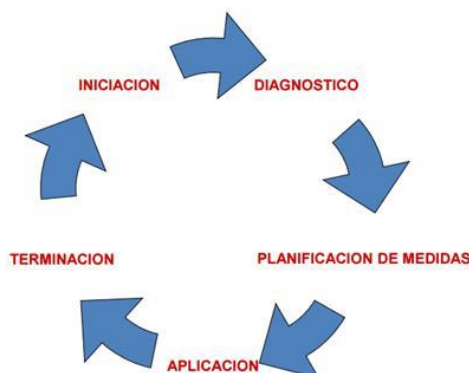 INICIACION
DIAGNOSTICO
PLANIFICACION DE MEDIDAS
APLICACION
TERMINACION